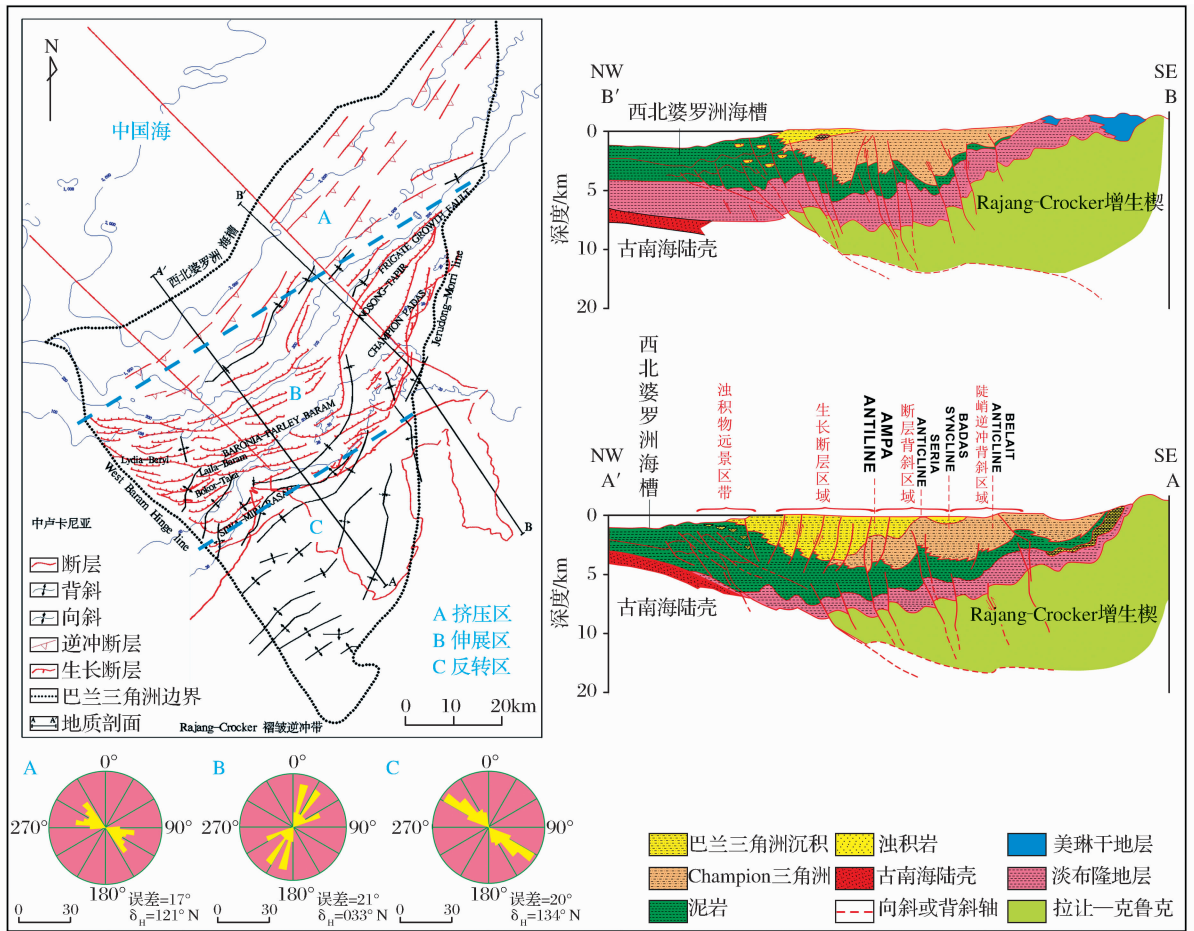 N
中国海
A
B′
A′
西北婆罗洲 海槽
FRIGATE GROWTH FAULT
NOSONG-TAPIR
CHAMPION PADAS
Jerudong-Morri line
B
BARONIA-FARLEY BARAM
Lydia-Beryl
Laila-Baram
Bokor-Taka
West Baram Hinge line
中卢卡尼亚
C
B
A
断层
背斜
向斜
逆冲断层
生长断层
巴兰三角洲边界
A A
地质剖面
A 挤压区
B 伸展区
C 反转区
0 10 20km
Rajang-Crocker 褶皱逆冲带
NW
SE
B′
B
西北婆罗洲海槽
0
5
10
20
深度/km
Rajang-Crocker增生楔
古南海陆壳
西北婆罗洲海槽
浊积物远景区带
生长断层区域
AMPA ANTILINE
断层背斜区域
SERIA ANTICLINE
BADAS SYNCLINE
陡峭逆冲背斜区域
BELAIT ANTICLINE
NW
SE
A′
A
0
5
10
20
深度/km
古南海陆壳
Rajang-Crocker增生楔
A
0°
270°
90°
180°
0 30
误差=17°
δH=121° N
B
0°
270°
90°
180°
0 30
误差=21°
δH=033° N
C
0°
270°
90°
180°
0 30
误差=20°
δH=134° N
巴兰三角洲沉积
浊积岩
美琳干地层
Champion三角洲
古南海陆壳
淡布隆地层
泥岩
向斜或背斜轴
拉让—克鲁克